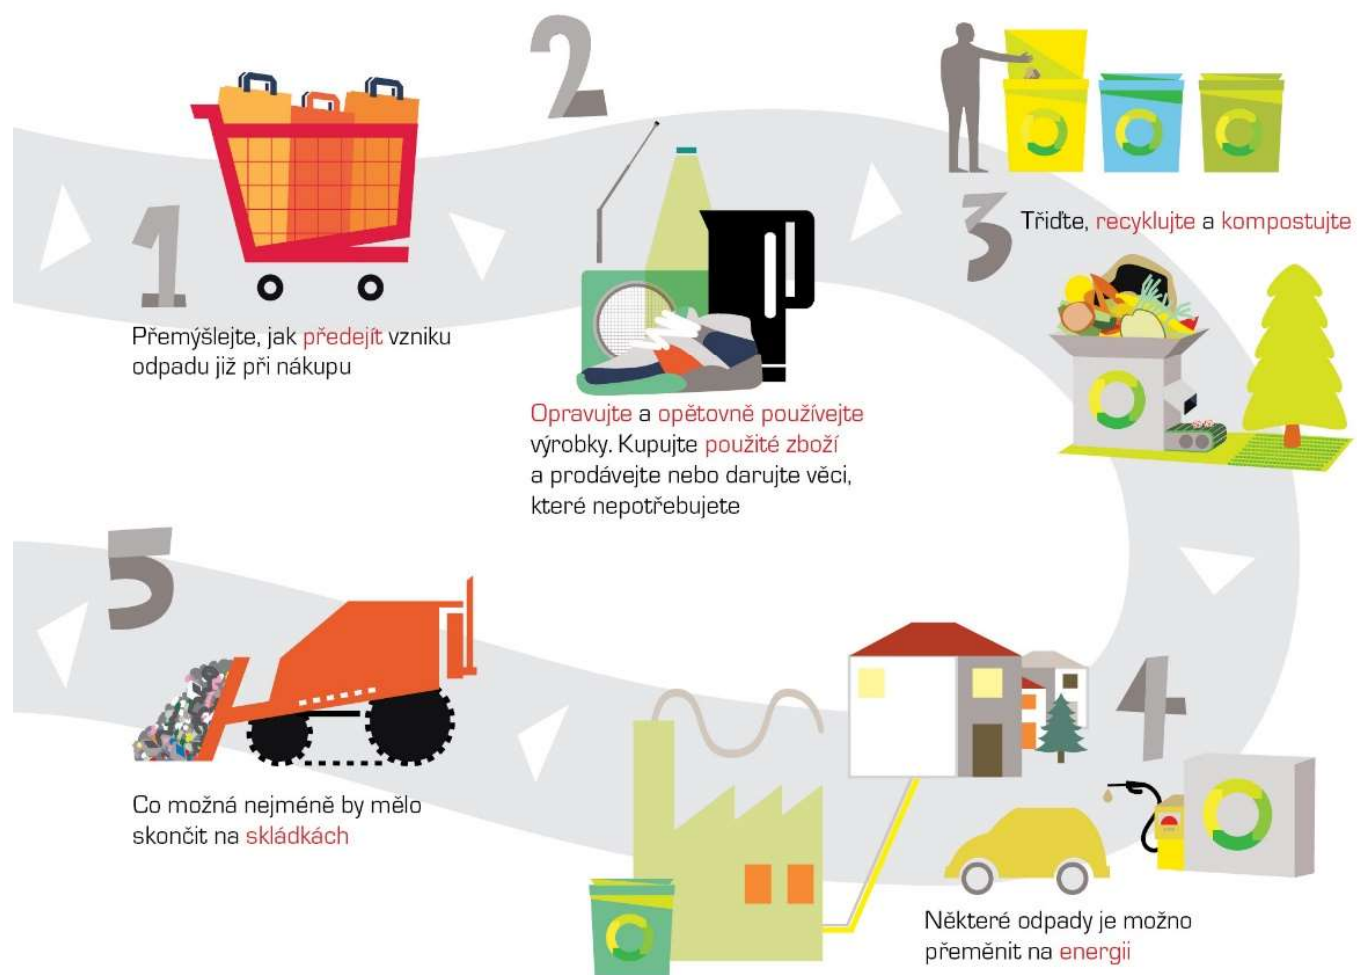 1
Přemýšlejte, jak předejít vzniku
odpadu již při nákupu
2
Opravujte a opětovně používejte
výrobky. Kupujte použité zboží
a prodávejte nebo darujte věci,
které nepotřebujete
3
Třiďte, recyklujte a kompostujte
4
Některé odpady je možno
přeměnit na energii
5
Co možná nejméně by mělo
skončit na skládkách